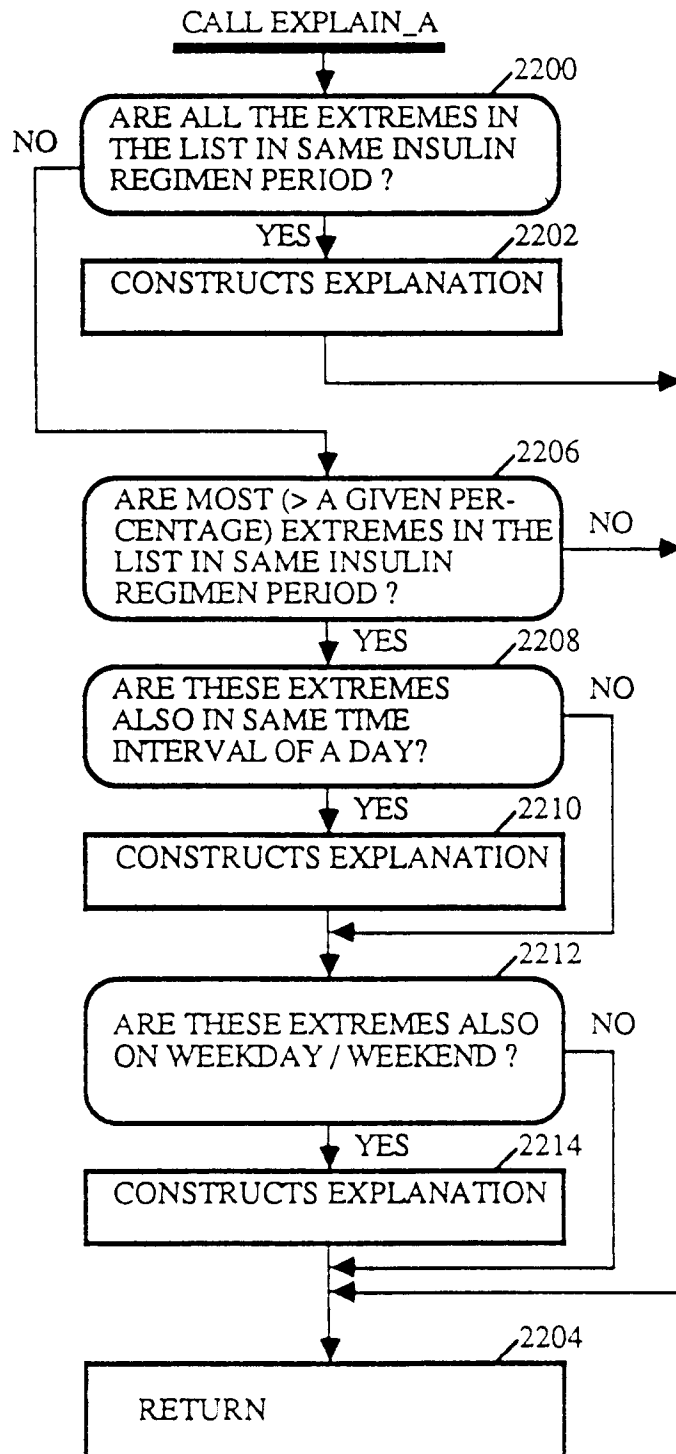 CALL EXPLAIN_A
2200
ARE ALL THE EXTREMES IN
THE LIST IN SAME INSULIN
REGIMEN PERIOD ?
NO
YES
2202
CONSTRUCTS EXPLANATION
2206
ARE MOST (> A GIVEN PER-
CENTAGE) EXTREMES IN THE
LIST IN SAME INSULIN
REGIMEN PERIOD ?
NO
YES
2208
ARE THESE EXTREMES
ALSO IN SAME TIME
INTERVAL OF A DAY?
NO
YES
2210
CONSTRUCTS EXPLANATION
2212
ARE THESE EXTREMES ALSO
ON WEEKDAY / WEEKEND ?
NO
YES
2214
CONSTRUCTS EXPLANATION
2204
RETURN